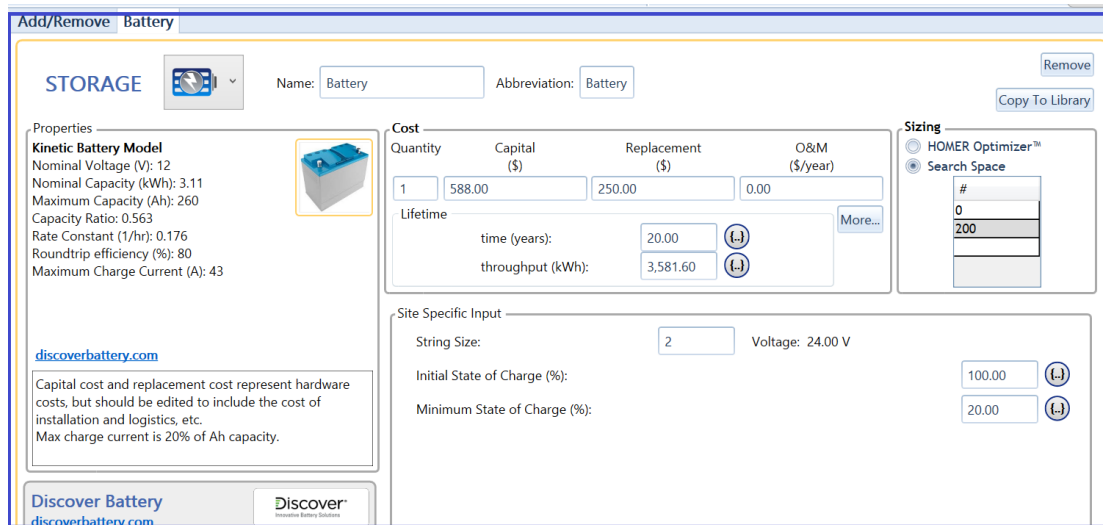 Add/Remove Battery
STORAGE
Name: Battery
Abbreviation: Battery
Remove
Copy To Library
Properties
Kinetic Battery Model
Nominal Voltage (V): 12
Nominal Capacity (kWh): 3.11
Maximum Capacity (Ah): 260
Capacity Ratio: 0.563
Rate Constant (1/hr): 0.176
Roundtrip efficiency (%): 80
Maximum Charge Current (A): 43
discoverbattery.com
Capital cost and replacement cost represent hardware
costs, but should be edited to include the cost of
installation and logistics, etc.
Max charge current is 20% of Ah capacity.
Discover Battery
discoverbattery.com
Discover
Innovative Battery Solutions
Cost
Quantity Capital ($) Replacement ($) O&M ($/year)
1 588.00 250.00 0.00
Lifetime
More...
time (years): 20.00 {..}
throughput (kWh): 3,581.60 {..}
Sizing
HOMER Optimizer™
Search Space
#
0
200
Site Specific Input
String Size: 2 Voltage: 24.00 V
Initial State of Charge (%): 100.00 {..}
Minimum State of Charge (%): 20.00 {..}